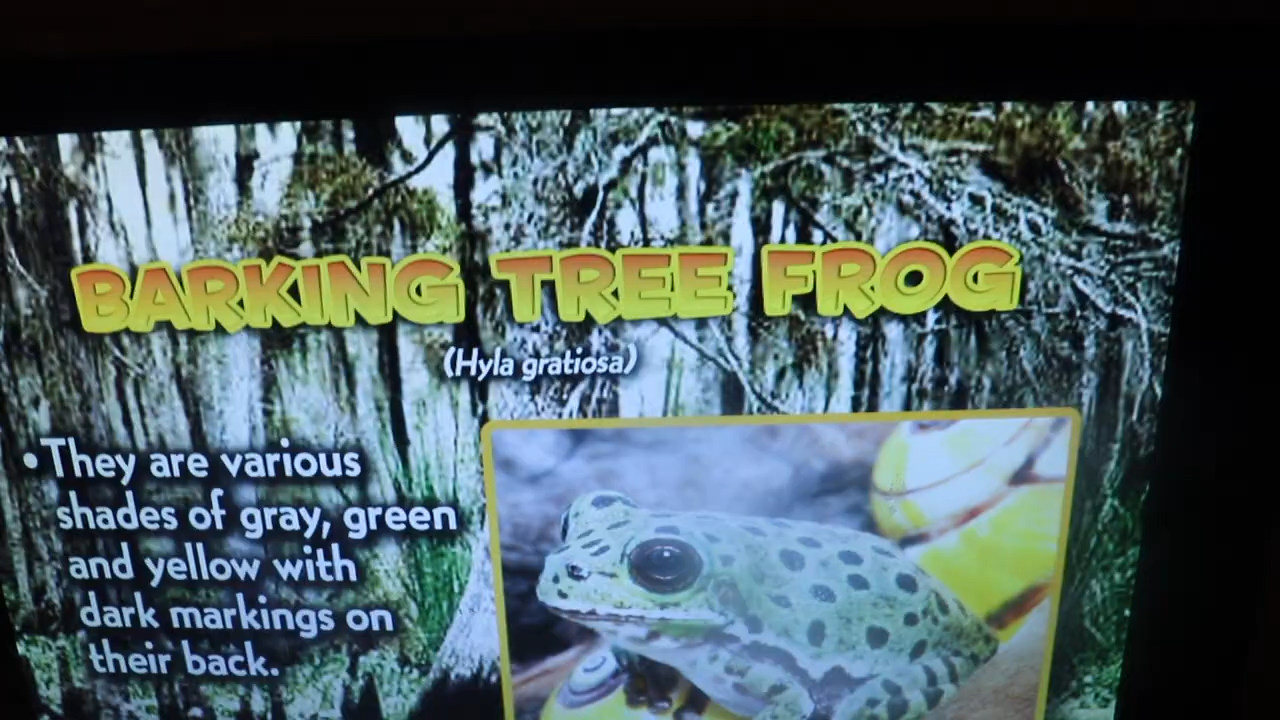 BARKING TREE FROG
(Hyla gratiosa)
•They are various
shades of gray, green
and yellow with
dark markings on
their back.